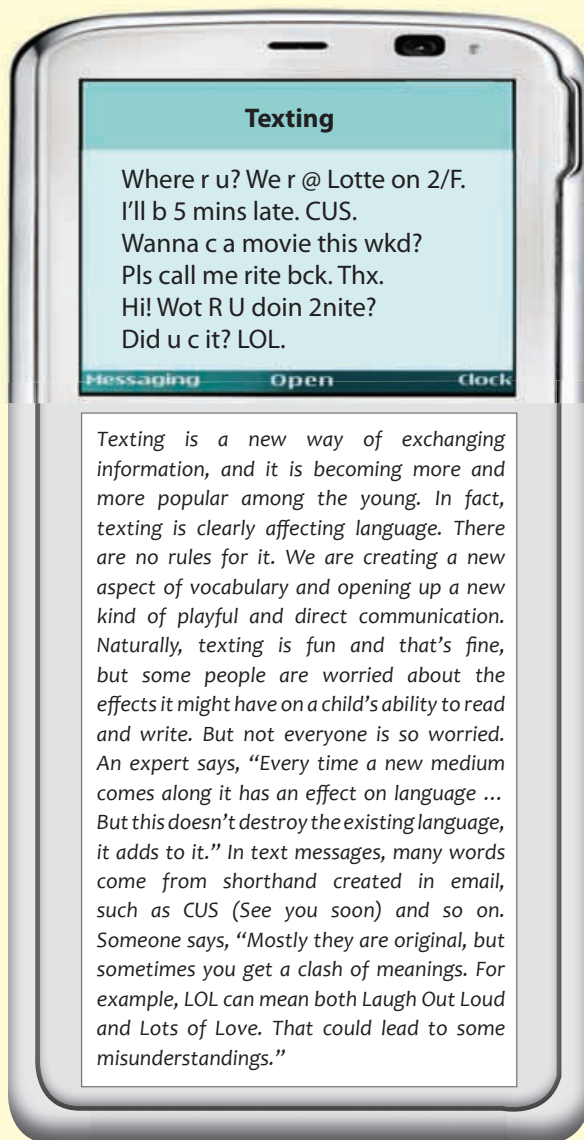 Texting
Where r u? We r @ Lotte on 2/F.
I'll b 5 mins late. CUS.
Wanna c a movie this wkd?
Pls call me rite bck. Thx.
Hi! Wot R U doin 2nite?
Did u c it? LOL.
Messaging Open Clock
Texting is a new way of exchanging
information, and it is becoming more and
more popular among the young. In fact,
texting is clearly affecting language. There
are no rules for it. We are creating a new
aspect of vocabulary and opening up a new
kind of playful and direct communication.
Naturally, texting is fun and that's fine,
but some people are worried about the
effects it might have on a child's ability to read
and write. But not everyone is so worried.
An expert says, “Every time a new medium
comes along it has an effect on language ...
But this doesn't destroy the existing language,
it adds to it.” In text messages, many words
come from shorthand created in email,
such as CUS (See you soon) and so on.
Someone says, “Mostly they are original, but
sometimes you get a clash of meanings. For
example, LOL can mean both Laugh Out Loud
and Lots of Love. That could lead to some
misunderstandings.”